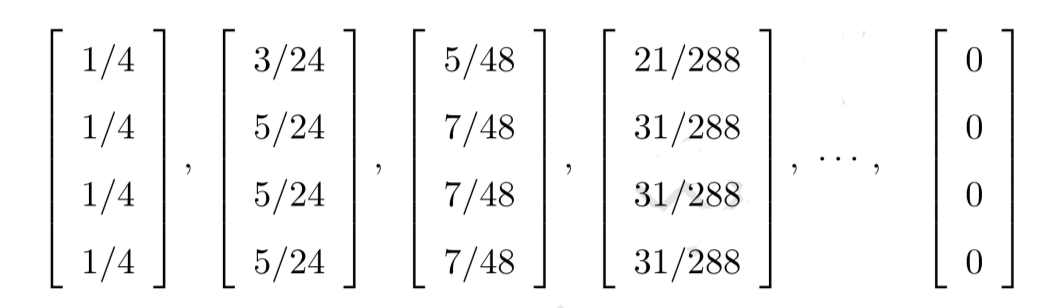 1/4 3/24 5/48 21/288 0
1/4 5/24 7/48 31/288 0
, , , , ⋯ ,
1/4 5/24 7/48 31/288 0
1/4 5/24 7/48 31/288 0